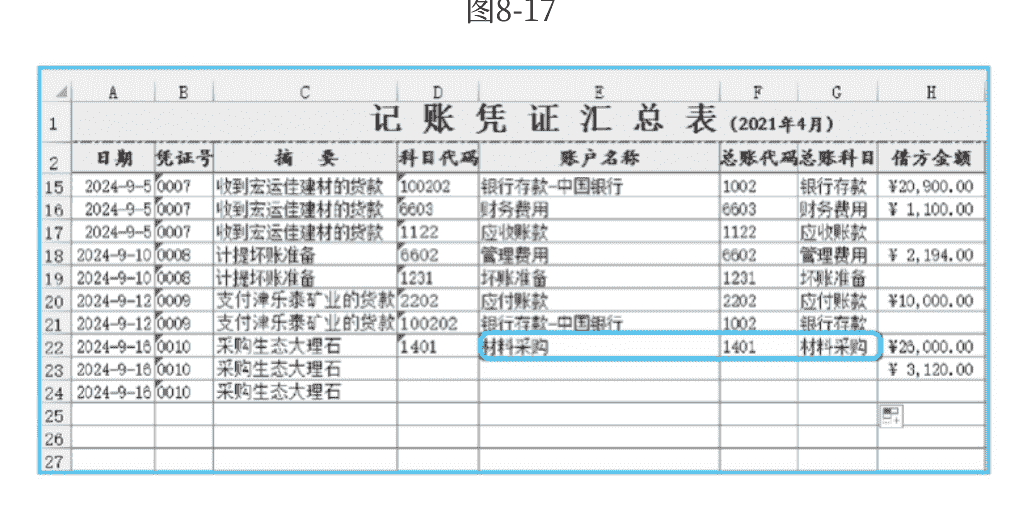 图8-17
A B C D E F G H
1 记账凭证汇总表 (2021年4月)
2 日期 凭证号 摘 要 科目代码 账户名称 总账代码 总账科目 借方金额
15 2024-9-5 0007 收到宏运佳建材的货款 100202 银行存款-中国银行 1002 银行存款 ¥20,900.00
16 2024-9-5 0007 收到宏运佳建材的货款 6603 财务费用 6603 财务费用 ¥ 1,100.00
17 2024-9-5 0007 收到宏运佳建材的货款 1122 应收账款 1122 应收账款
18 2024-9-10 0008 计提坏账准备 6602 管理费用 6602 管理费用 ¥ 2,194.00
19 2024-9-10 0008 计提坏账准备 1231 坏账准备 1231 坏账准备
20 2024-9-12 0009 支付津乐泰矿业的货款 2202 应付账款 2202 应付账款 ¥10,000.00
21 2024-9-12 0009 支付津乐泰矿业的货款 100202 银行存款-中国银行 1002 银行存款
22 2024-9-16 0010 采购生态大理石 1401 材料采购 1401 材料采购 ¥26,000.00
23 2024-9-16 0010 采购生态大理石 ¥ 3,120.00
24 2024-9-16 0010 采购生态大理石
25
26
27